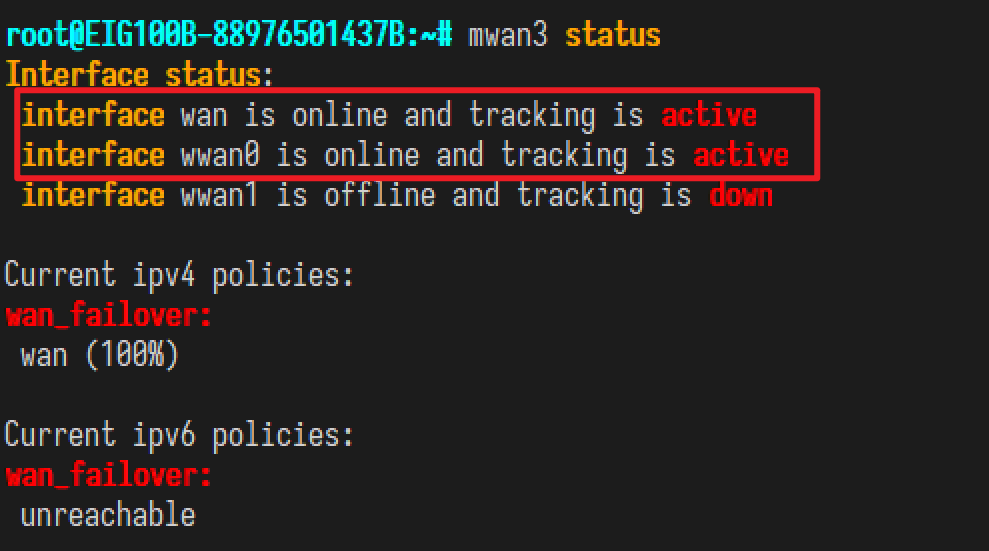 root@EIG100B-88976501437B:~# mwan3 status
Interface status:
interface wan is online and tracking is active
interface wwan0 is online and tracking is active
interface wwan1 is offline and tracking is down
Current ipv4 policies:
wan_failover:
wan (100%)
Current ipv6 policies:
wan_failover:
unreachable